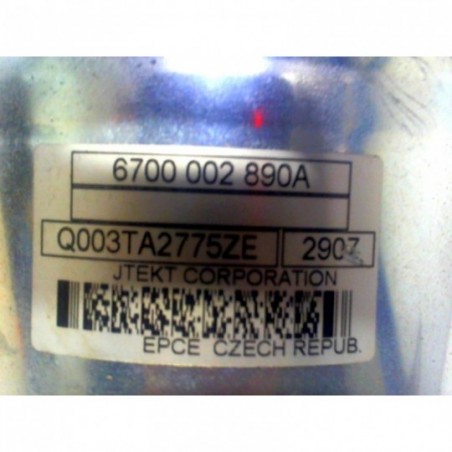 6700 002 890A
Q003TA2775ZE 2907
JTEKT CORPORATION
EPCE CZECH REPUB.